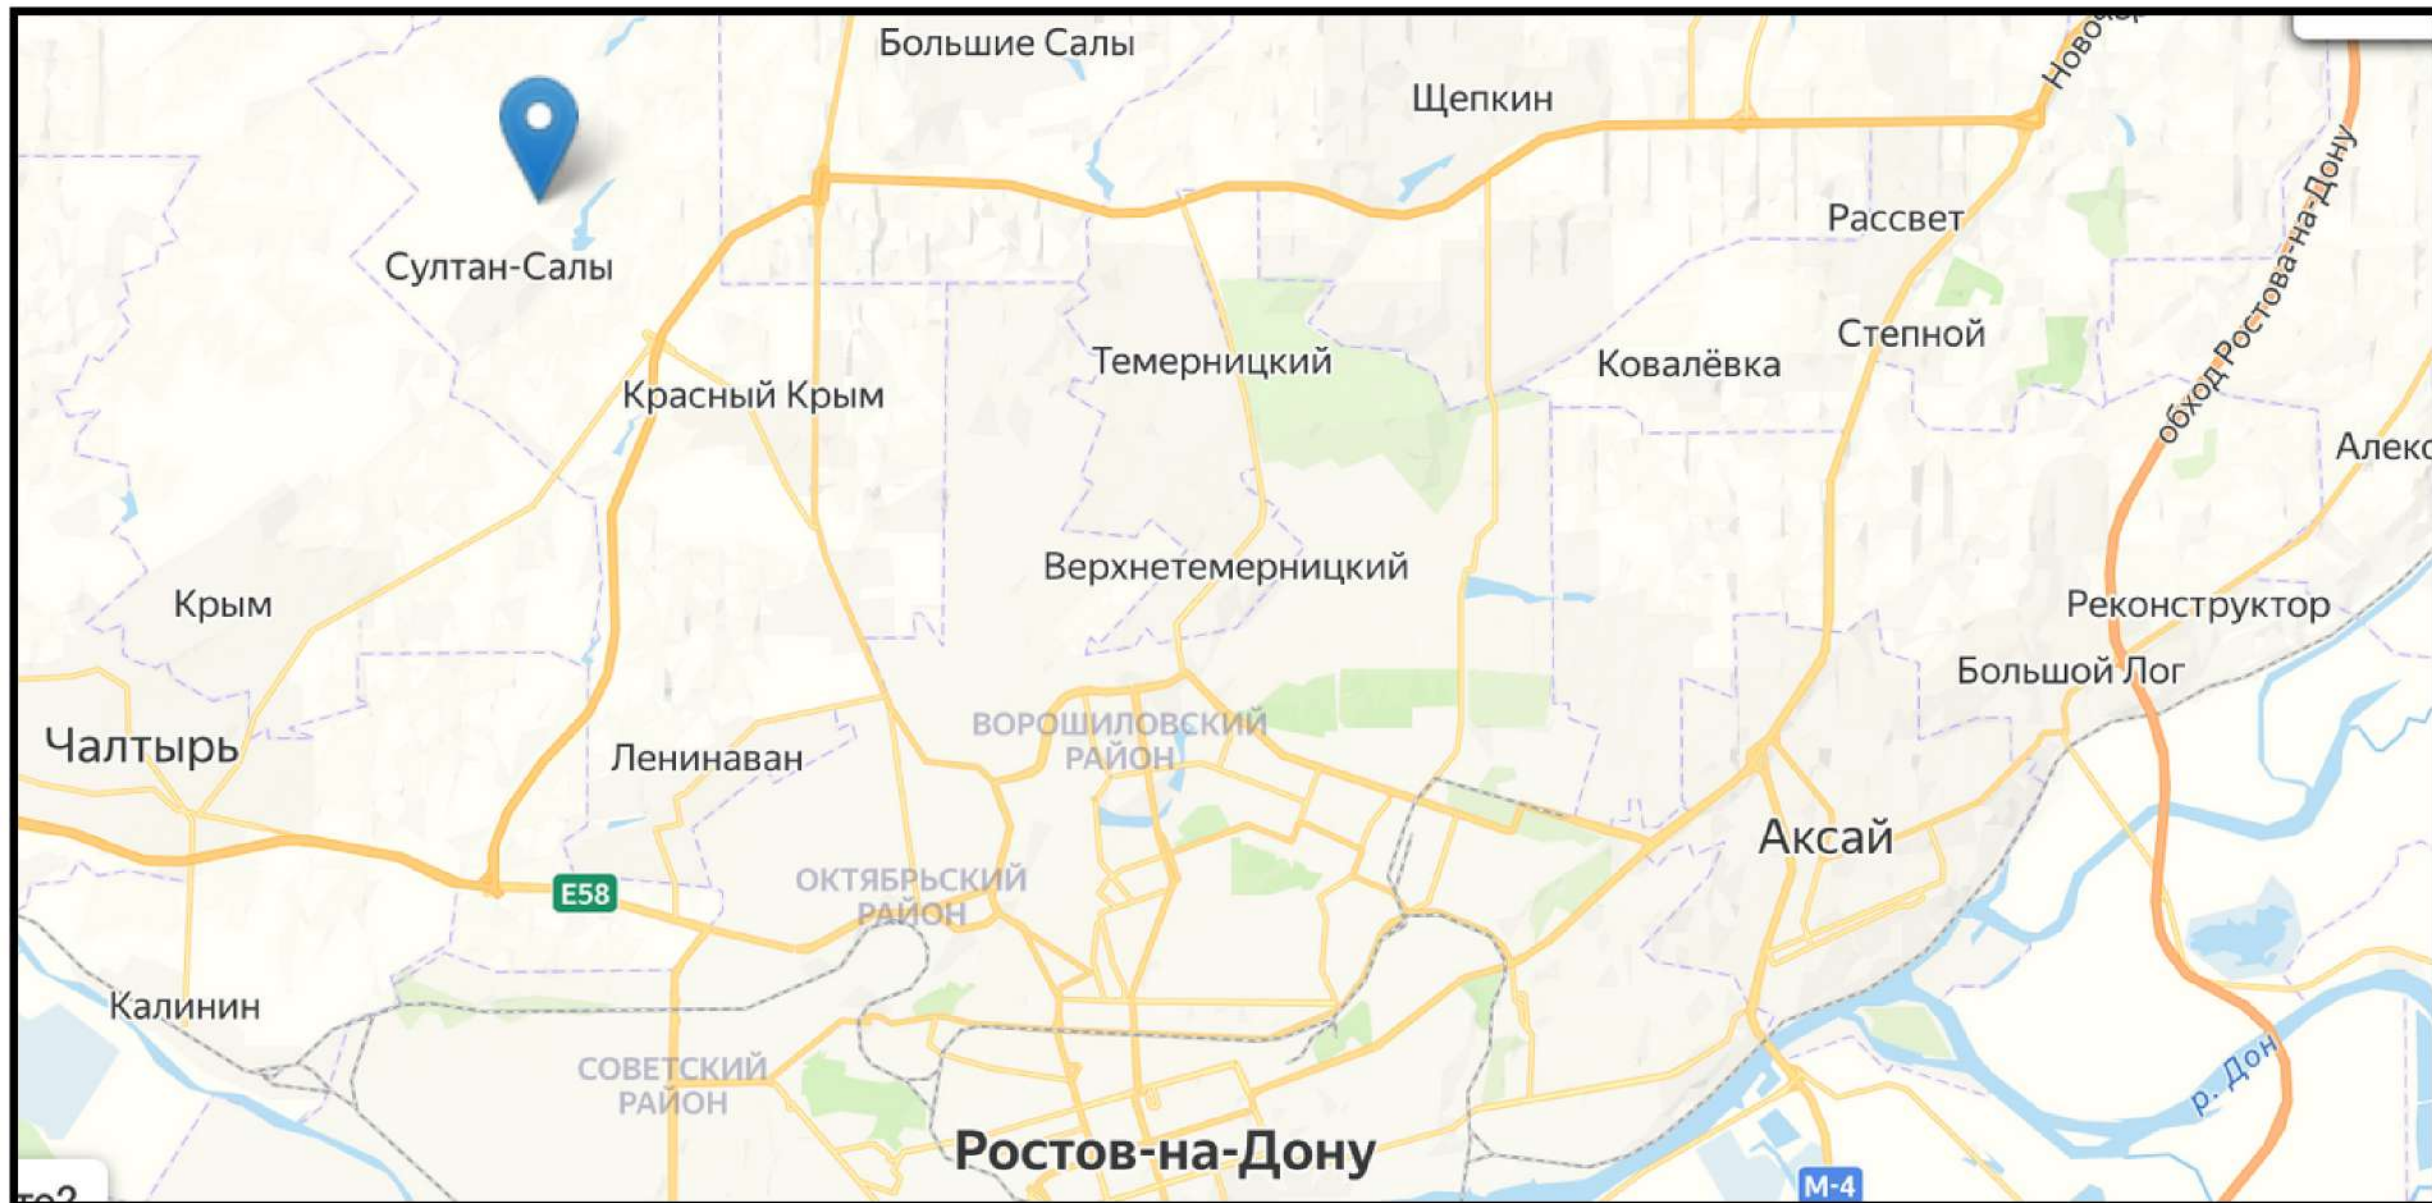 Большие Салы
Щепкин
Рассвет
обход Ростова-на-Дону
Султан-Салы
Степной
Темерницкий
Ковалёвка
Красный Крым
Верхнетемерницкий
Крым
Реконструктор
Большой Лог
ВОРОШИЛОВСКИЙ
РАЙОН
Чалтырь
Ленинаван
Аксай
ОКТЯБРЬСКИЙ
РАЙОН
E58
Калинин
СОВЕТСКИЙ
РАЙОН
р. Дон
Ростов-на-Дону
М-4